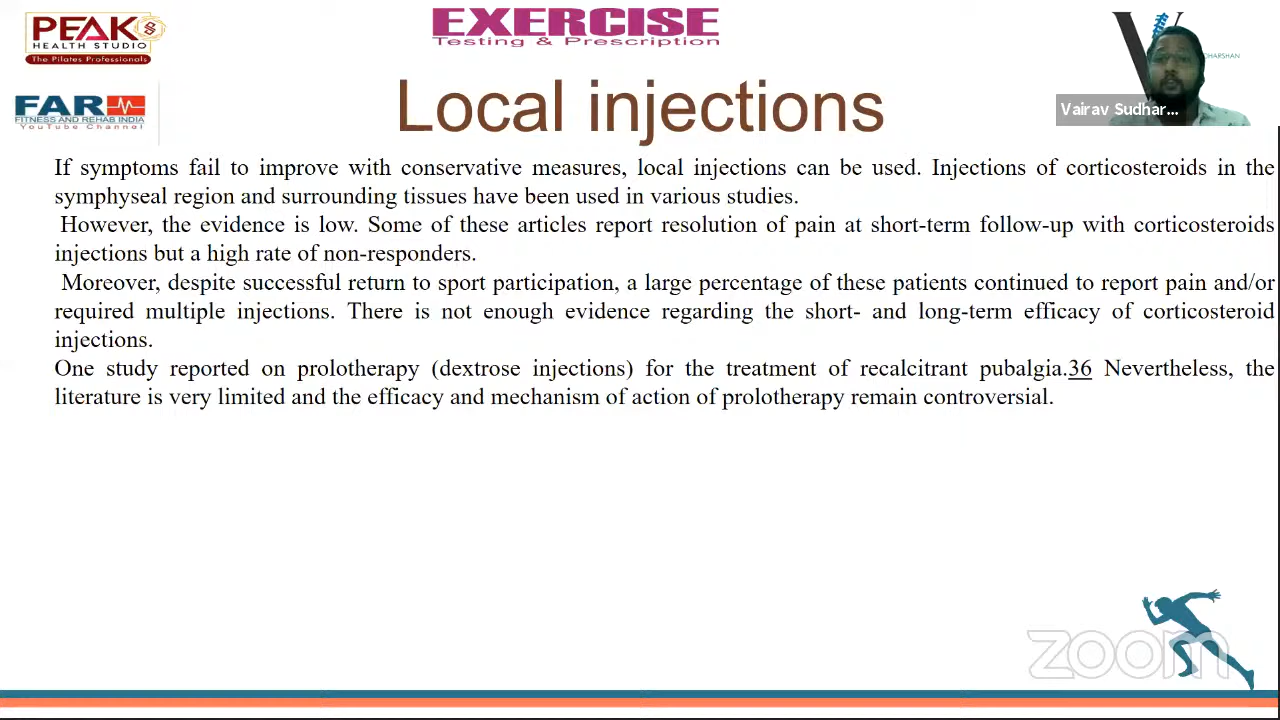 PEAK
HEALTH STUDIO
The Pilates Professionals
EXERCISE
Testing & Prescription
V
DHARSHAN
Vairav Sudhar...
FAR
FITNESS AND REHAB INDIA
YouTube Channel
Local injections
If symptoms fail to improve with conservative measures, local injections can be used. Injections of corticosteroids in the
symphyseal region and surrounding tissues have been used in various studies.
However, the evidence is low. Some of these articles report resolution of pain at short-term follow-up with corticosteroids
injections but a high rate of non-responders.
Moreover, despite successful return to sport participation, a large percentage of these patients continued to report pain and/or
required multiple injections. There is not enough evidence regarding the short- and long-term efficacy of corticosteroid
injections.
One study reported on prolotherapy (dextrose injections) for the treatment of recalcitrant pubalgia.36 Nevertheless, the
literature is very limited and the efficacy and mechanism of action of prolotherapy remain controversial.
zoom